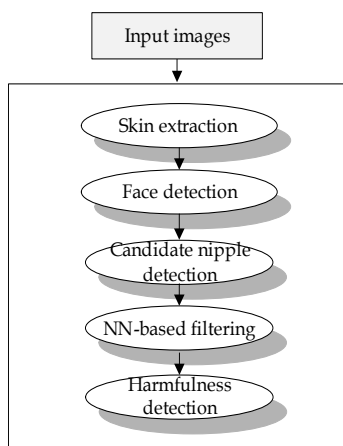 Input images
Skin extraction
Face detection
Candidate nipple
detection
NN-based filtering
Harmfulness
detection